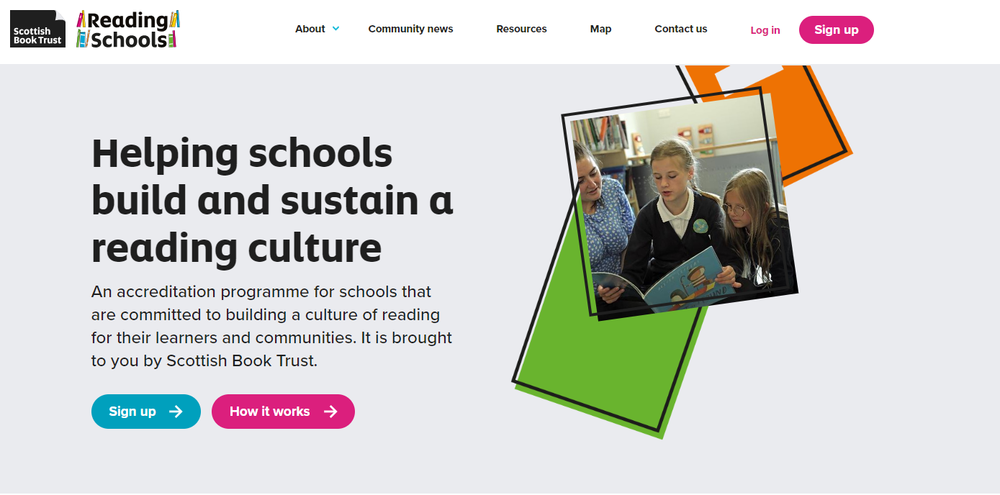 Scottish
Book Trust
Reading
Schools
About
Community news
Resources
Map
Contact us
Log in
Sign up
Helping schools
build and sustain a
reading culture
An accreditation programme for schools that
are committed to building a culture of reading
for their learners and communities. It is brought
to you by Scottish Book Trust.
Sign up
How it works